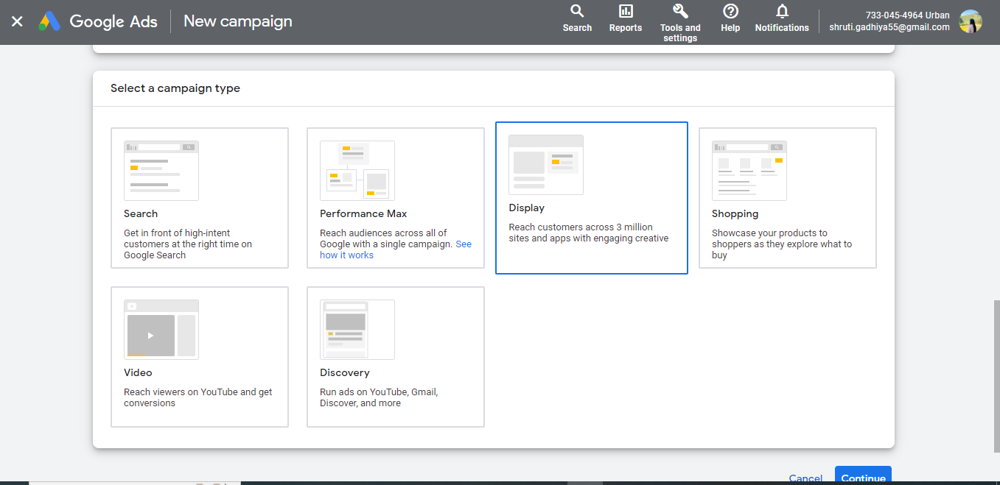 Google Ads New campaign
Search
Reports
Tools and
settings
Help
Notifications
733-045-4964 Urban
shruti.gadhiya55@gmail.com
Select a campaign type
Search
Get in front of high-intent
customers at the right time on
Google Search
Performance Max
Reach audiences across all of
Google with a single campaign. See
how it works
Display
Reach customers across 3 million
sites and apps with engaging creative
Shopping
Showcase your products to
shoppers as they explore what to
buy
Video
Reach viewers on YouTube and get
conversions
Discovery
Run ads on YouTube, Gmail,
Discover, and more
Cancel
Continue